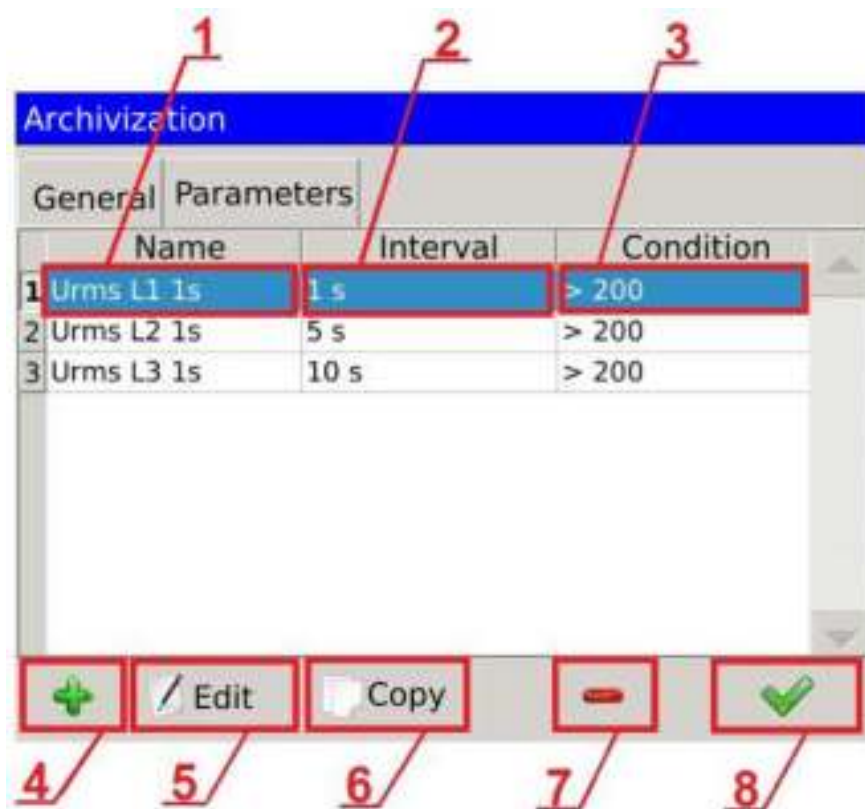 1 2 3
Archivization
General Parameters
Name Interval Condition
1 Urms L1 1s 1 s > 200
2 Urms L2 1s 5 s > 200
3 Urms L3 1s 10 s > 200
Edit Copy
4 5 6 7 8